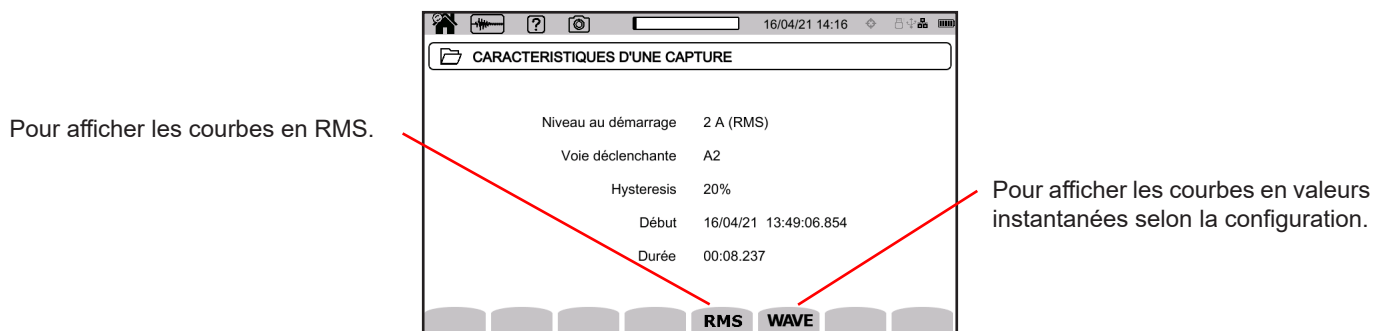 ?
16/04/21 14:16
CARACTERISTIQUES D'UNE CAPTURE
Pour afficher les courbes en RMS.
Niveau au démarrage 2 A (RMS)
Voie déclenchante A2
Hysteresis 20%
Début 16/04/21 13:49:06.854
Durée 00:08.237
Pour afficher les courbes en valeurs
instantanées selon la configuration.
RMS WAVE